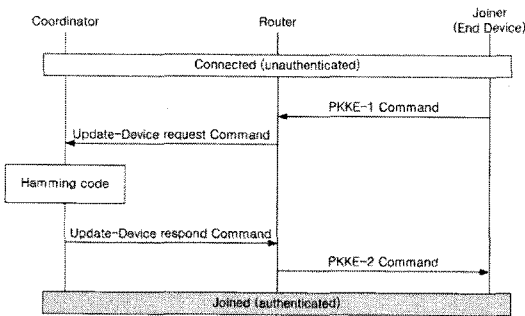 Coordinator
Router
Joiner
(End Device)
Connected (unauthenticated)
PKKE-1 Command
Update-Device request Command
Hamming code
Update-Device respond Command
PKKE-2 Command
Joined (authenticated)